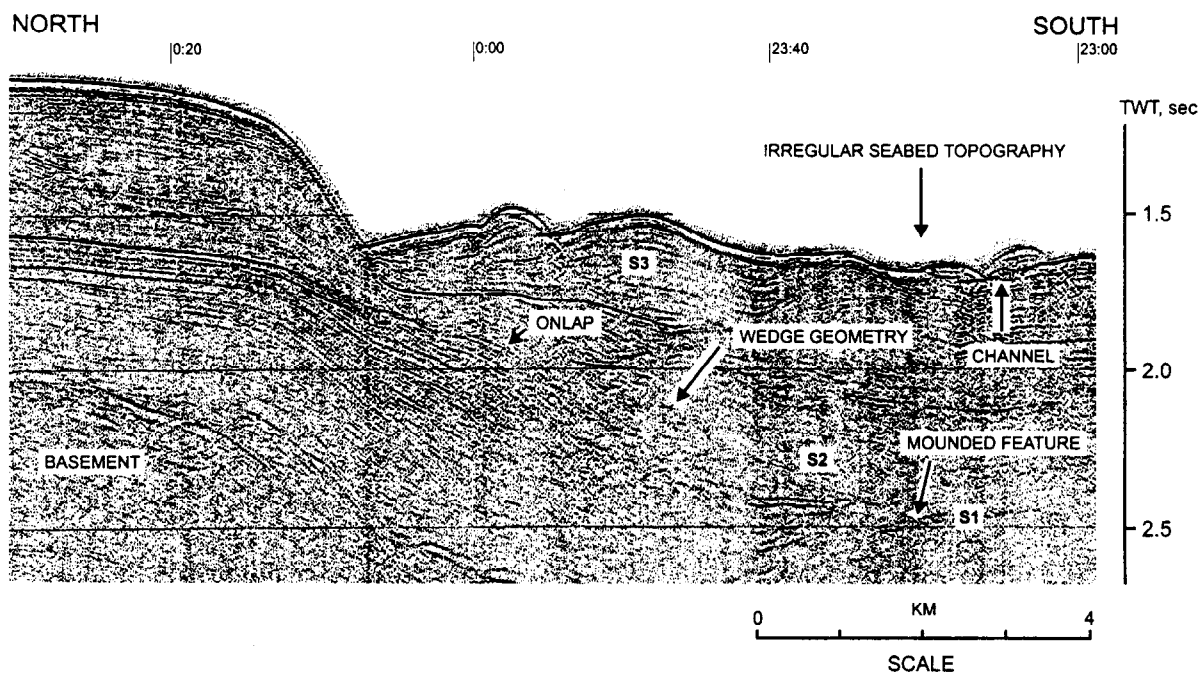 NORTH
SOUTH
0:20
0:00
23:40
23:00
TWT, sec
IRREGULAR SEABED TOPOGRAPHY
1.5
S3
ONLAP
WEDGE GEOMETRY
CHANNEL
2.0
MOUNDED FEATURE
BASEMENT
S2
S1
2.5
0
KM
4
SCALE